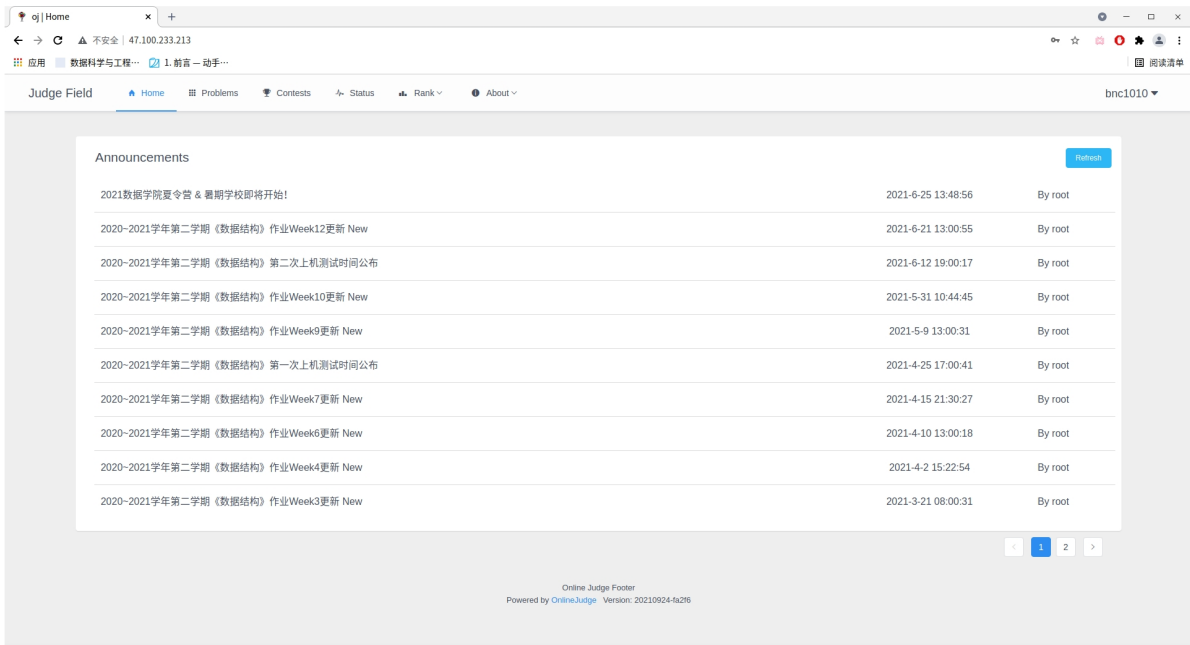 oj | Home
不安全 | 47.100.233.213
应用 数据科学与工程… 1. 前言 — 动手… 阅读清单
Judge Field Home Problems Contests Status Rank About bnc1010
Announcements Refresh
2021数据学院夏令营 & 暑期学校即将开始! 2021-6-25 13:48:56 By root
2020~2021学年第二学期《数据结构》作业Week12更新 New 2021-6-21 13:00:55 By root
2020~2021学年第二学期《数据结构》第二次上机测试时间公布 2021-6-12 19:00:17 By root
2020~2021学年第二学期《数据结构》作业Week10更新 New 2021-5-31 10:44:45 By root
2020~2021学年第二学期《数据结构》作业Week9更新 New 2021-5-9 13:00:31 By root
2020~2021学年第二学期《数据结构》第一次上机测试时间公布 2021-4-25 17:00:41 By root
2020~2021学年第二学期《数据结构》作业Week7更新 New 2021-4-15 21:30:27 By root
2020~2021学年第二学期《数据结构》作业Week6更新 New 2021-4-10 13:00:18 By root
2020~2021学年第二学期《数据结构》作业Week4更新 New 2021-4-2 15:22:54 By root
2020~2021学年第二学期《数据结构》作业Week3更新 New 2021-3-21 08:00:31 By root
1 2
Online Judge Footer
Powered by OnlineJudge Version: 20210924-fa2f6